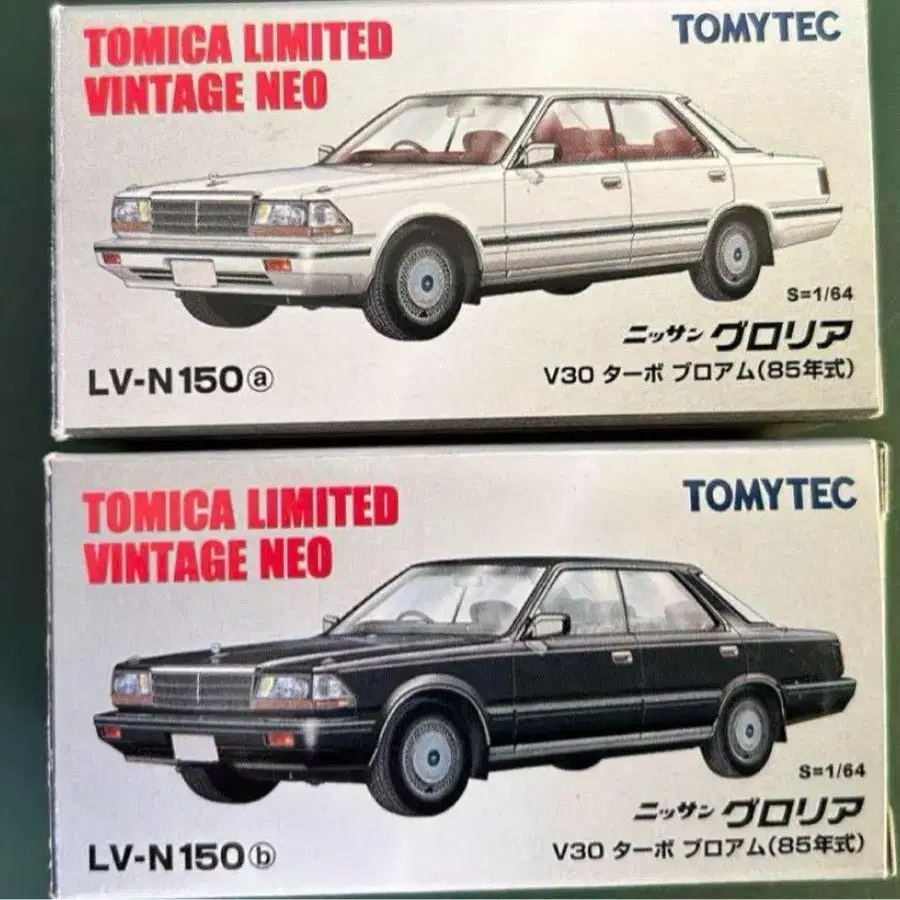 TOMICA LIMITED
VINTAGE NEO
TOMYTEC
S=1/64
ニッサン グロリア
V30 ターボ ブロアム(85年式)
LV-N150ⓐ
TOMICA LIMITED
VINTAGE NEO
TOMYTEC
S=1/64
ニッサン グロリア
V30 ターボ ブロアム(85年式)
LV-N150ⓑ